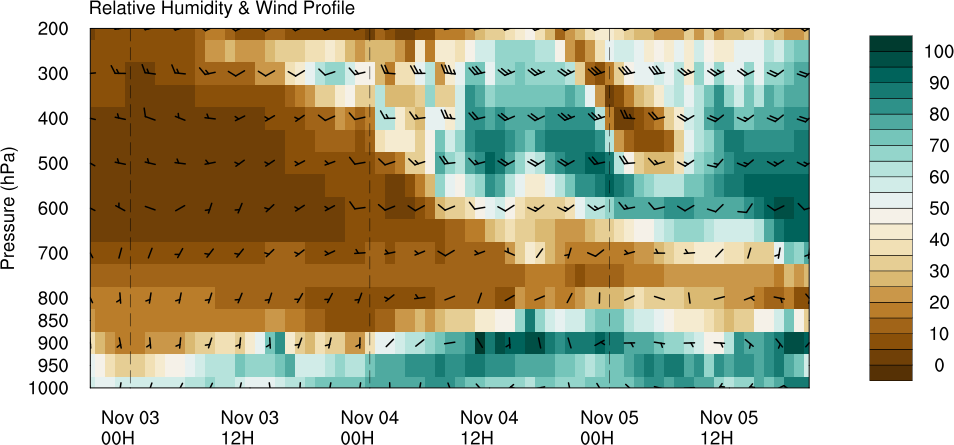 Relative Humidity & Wind Profile
200
300
400
500
600
700
800
850
900
950
1000
Pressure (hPa)
Nov 03 00H
Nov 03 12H
Nov 04 00H
Nov 04 12H
Nov 05 00H
Nov 05 12H
100
90
80
70
60
50
40
30
20
10
0